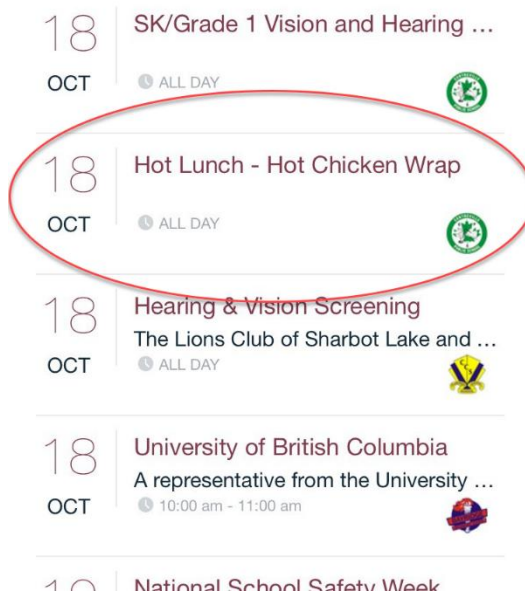 18
OCT
SK/Grade 1 Vision and Hearing ...
ALL DAY
18
OCT
Hot Lunch - Hot Chicken Wrap
ALL DAY
18
OCT
Hearing & Vision Screening
The Lions Club of Sharbot Lake and ...
ALL DAY
18
OCT
University of British Columbia
A representative from the University ...
10:00 am - 11:00 am
18
National School Safety Week